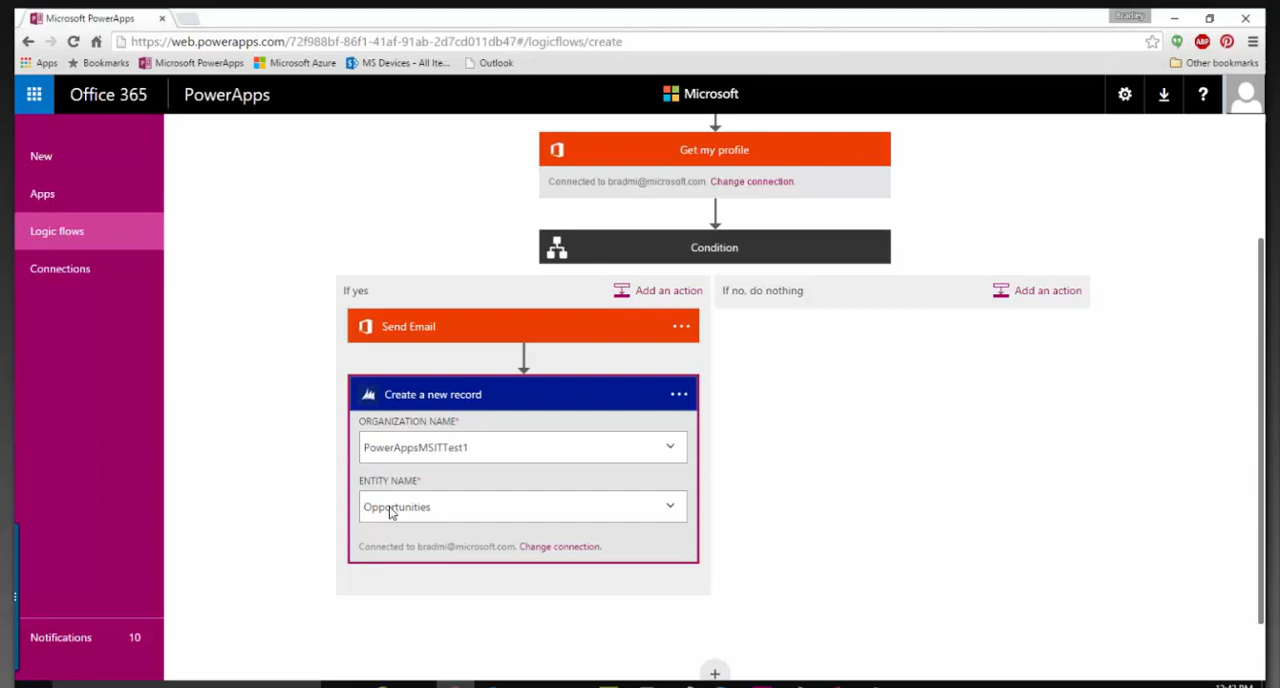 Microsoft PowerApps
Bradley
https://web.powerapps.com/72f988bf-86f1-41af-91ab-2d7cd011db47#/logicflows/create
ABP
Apps
Bookmarks
Microsoft PowerApps
Microsoft Azure
MS Devices - All Ite...
Outlook
Other bookmarks
Office 365
PowerApps
Microsoft
?
New
Apps
Logic flows
Connections
Notifications 10
Get my profile
Connected to bradmi@microsoft.com Change connection.
Condition
If yes
Add an action
If no, do nothing
Add an action
Send Email
Create a new record
ORGANIZATION NAME*
PowerAppsMSITTest1
ENTITY NAME*
Opportunities
Connected to bradmi@microsoft.com. Change connection.